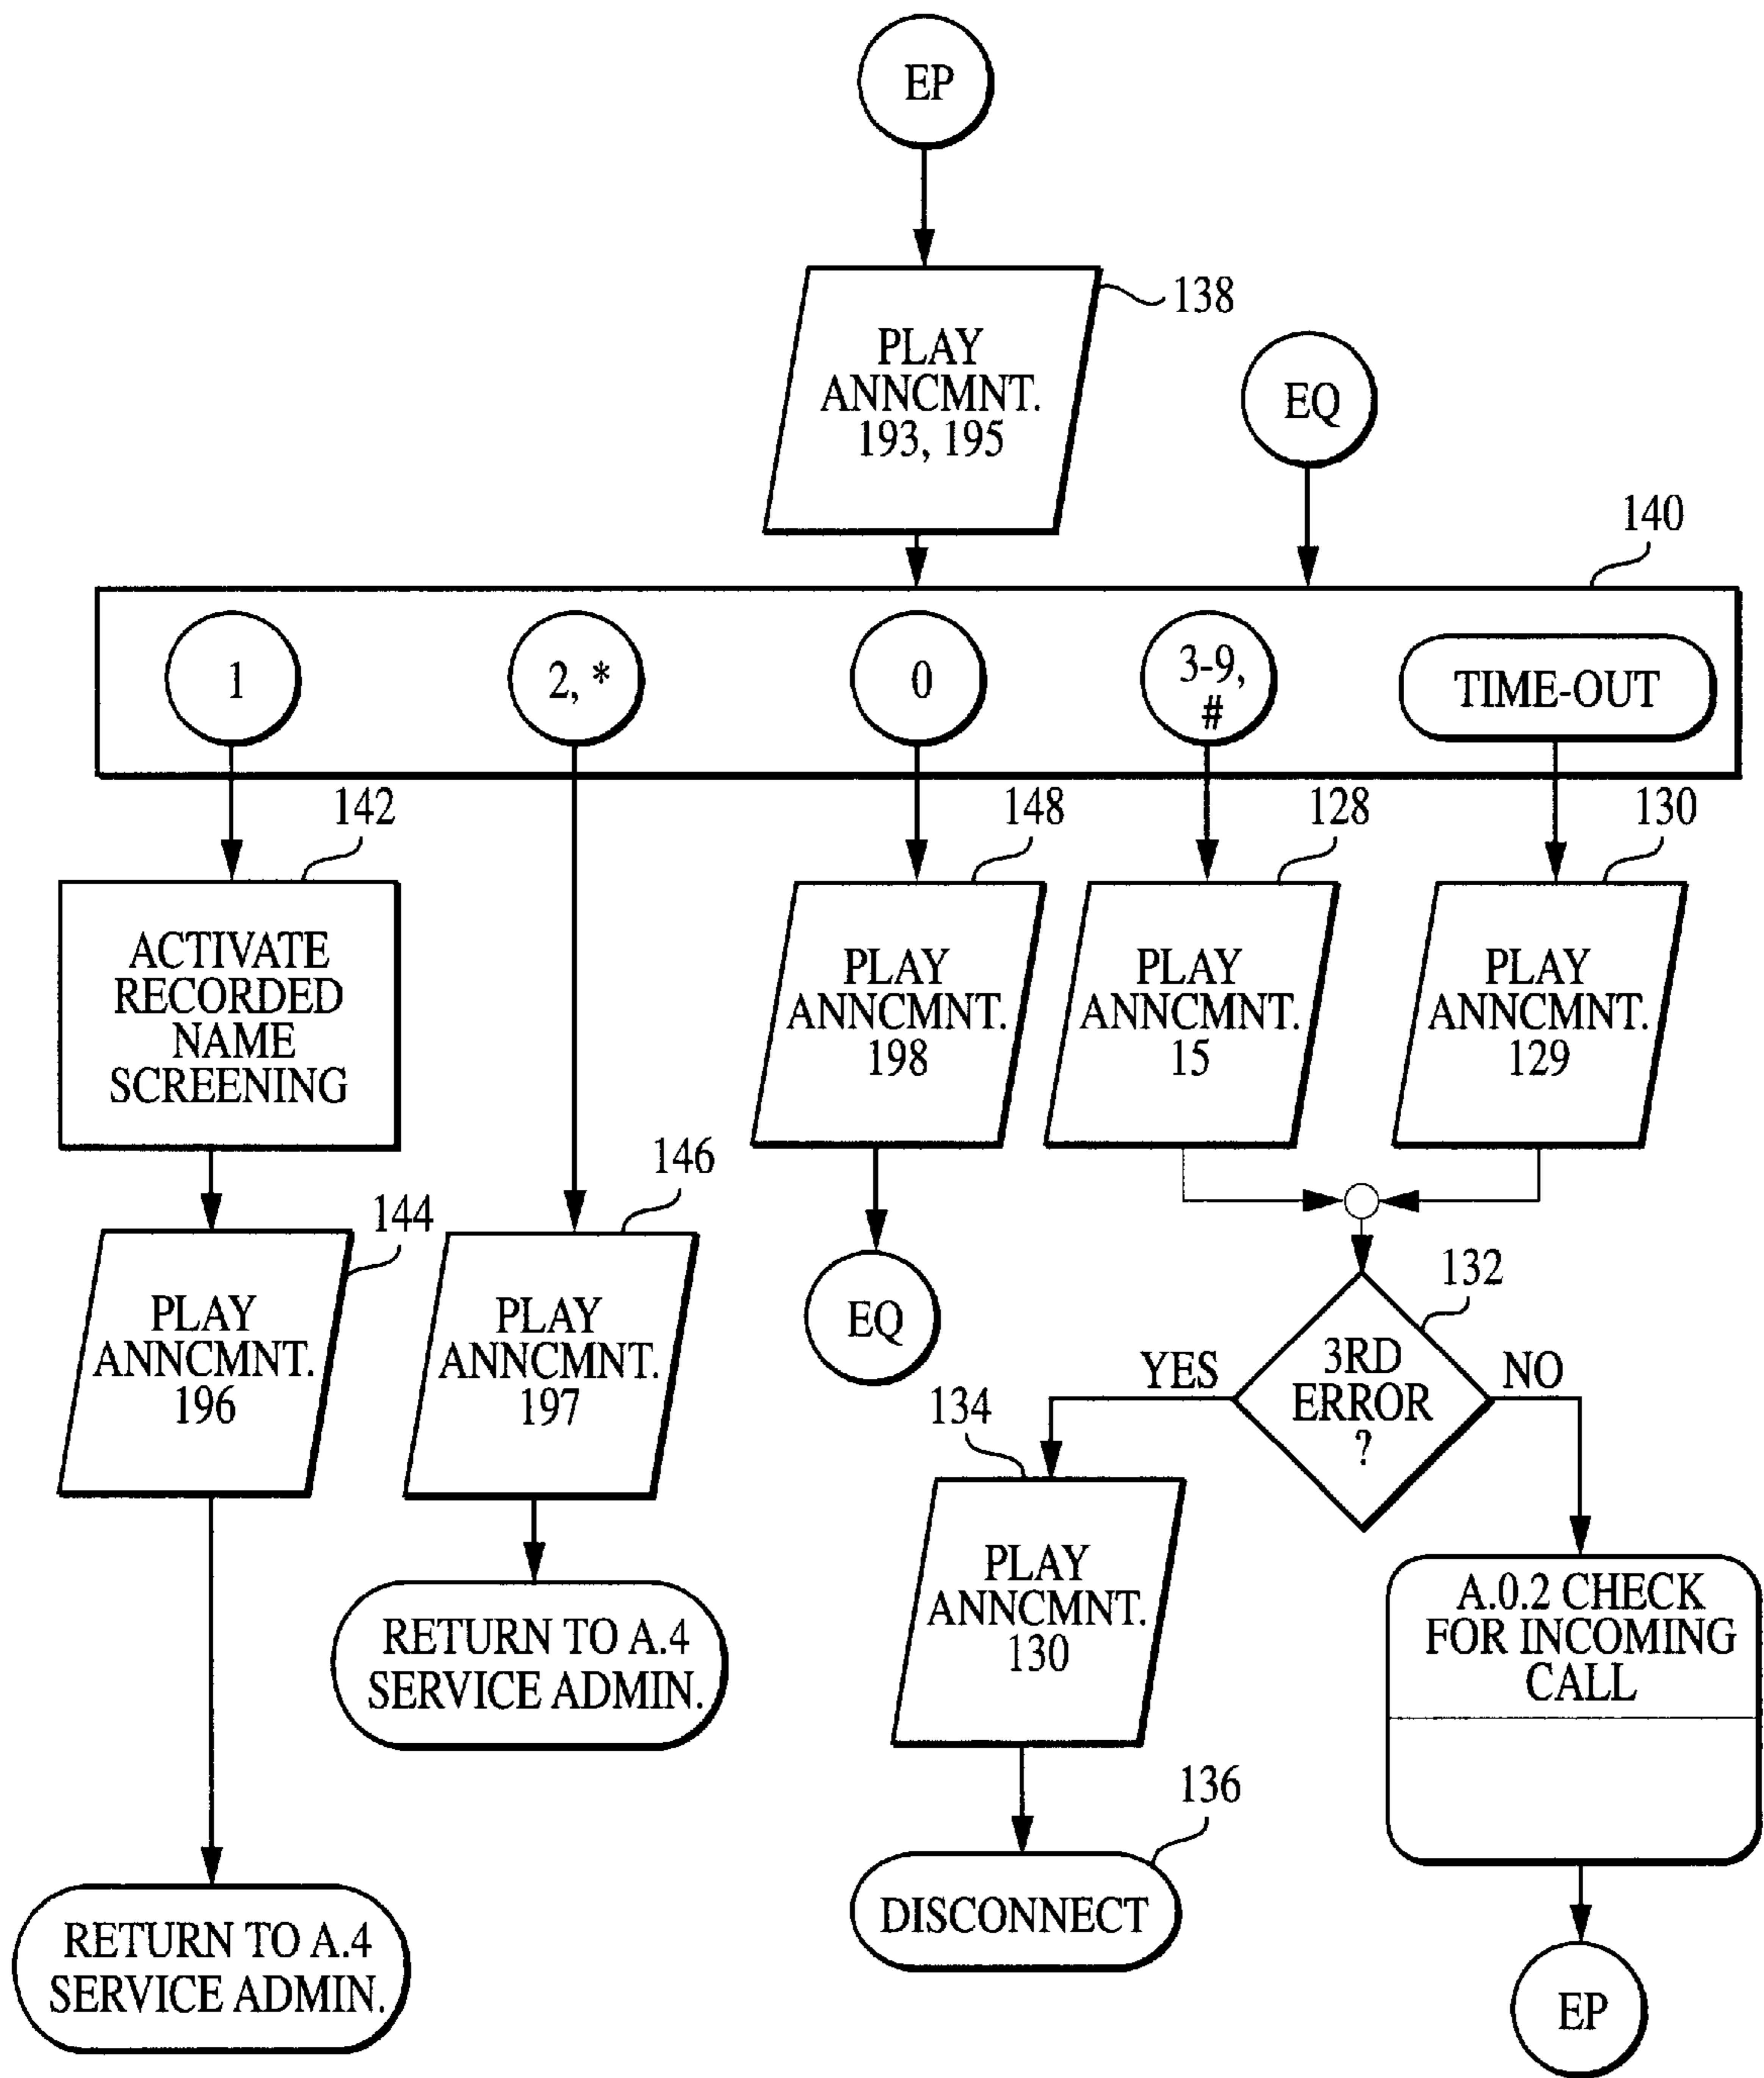 EP
138
PLAY
ANNCMNT.
193, 195
EQ
140
1
2, *
0
3-9,
#
TIME-OUT
142
148
128
130
ACTIVATE
RECORDED
NAME
SCREENING
PLAY
ANNCMNT.
198
PLAY
ANNCMNT.
15
PLAY
ANNCMNT.
129
144
146
PLAY
ANNCMNT.
196
PLAY
ANNCMNT.
197
EQ
132
3RD
ERROR
?
YES
NO
134
PLAY
ANNCMNT.
130
A.0.2 CHECK
FOR INCOMING
CALL
RETURN TO A.4
SERVICE ADMIN.
136
DISCONNECT
RETURN TO A.4
SERVICE ADMIN.
EP